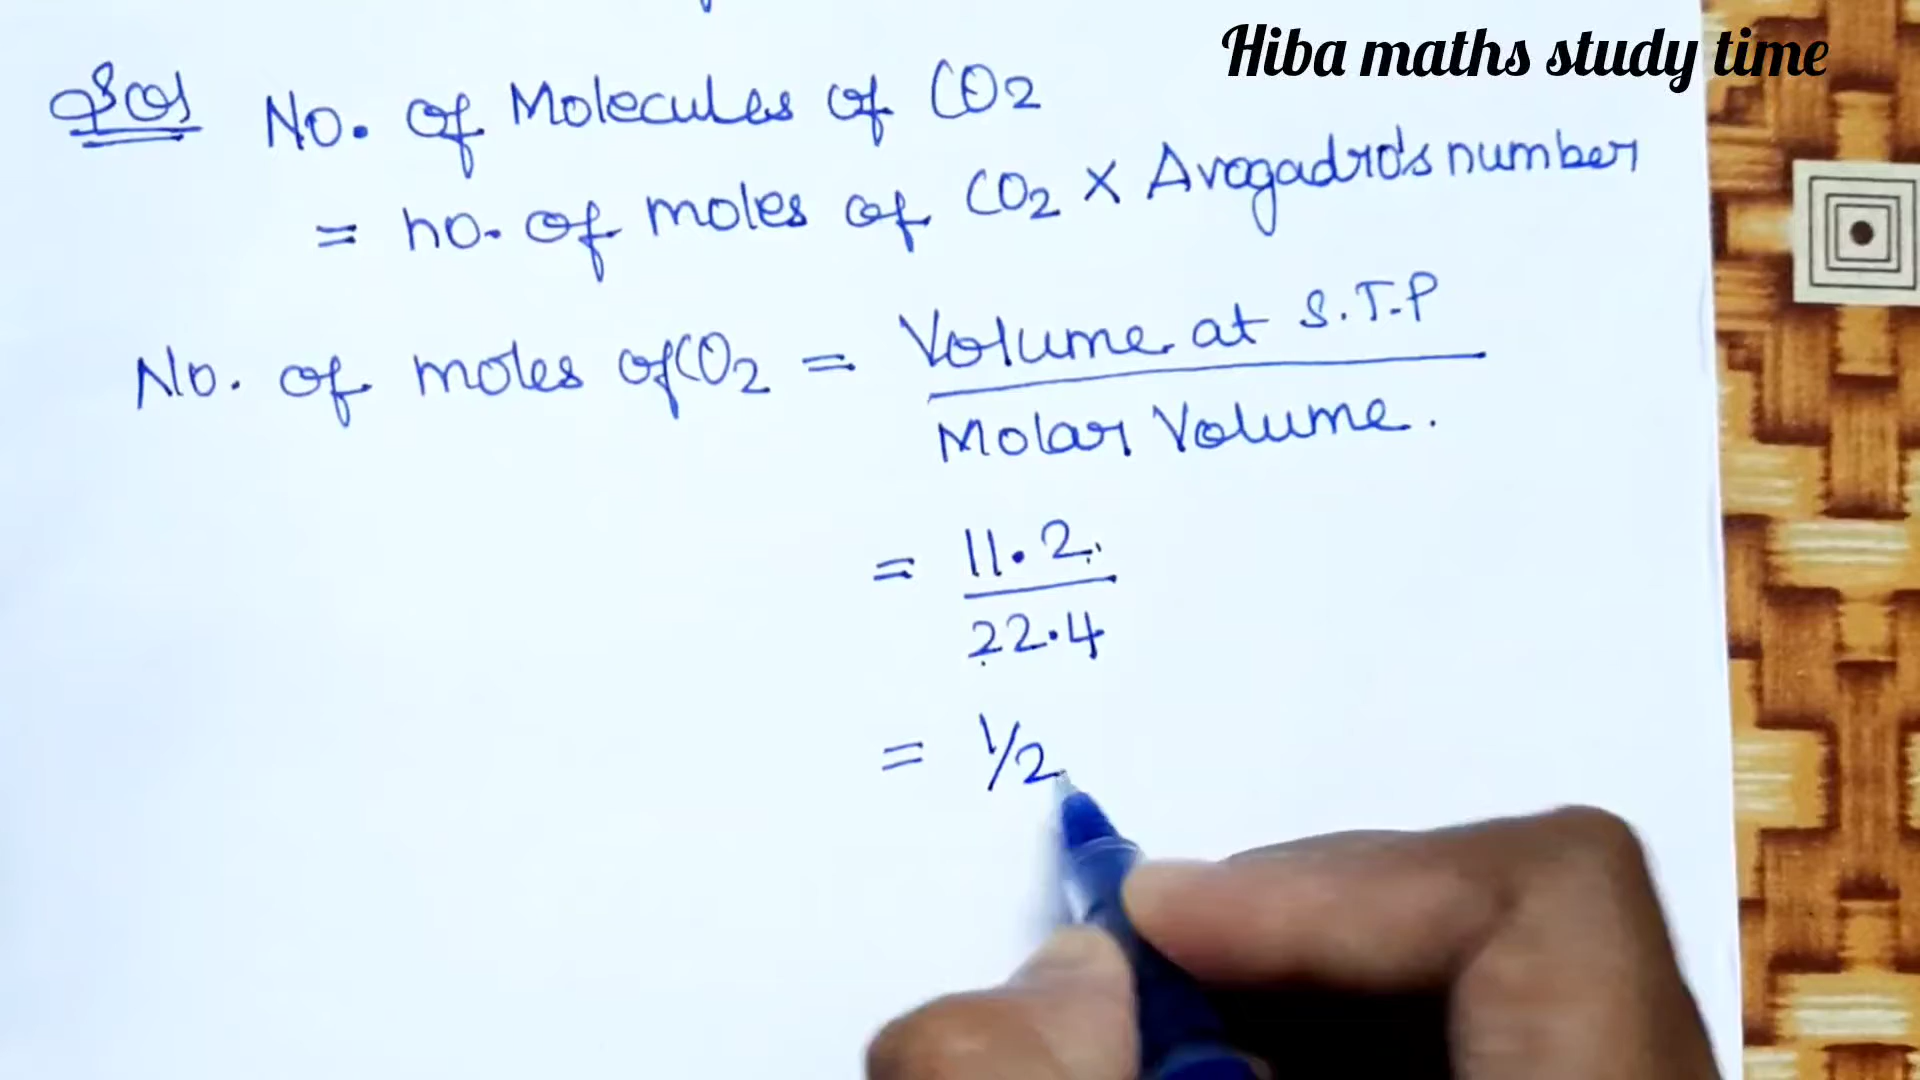 Hiba maths study time
Sol No. of Molecules of CO2
= no. of moles of CO2 X Avogadro's number
No. of moles of CO2 = Volume at S.T.P
Molar Volume.
= 11.2
22.4
= 1/2